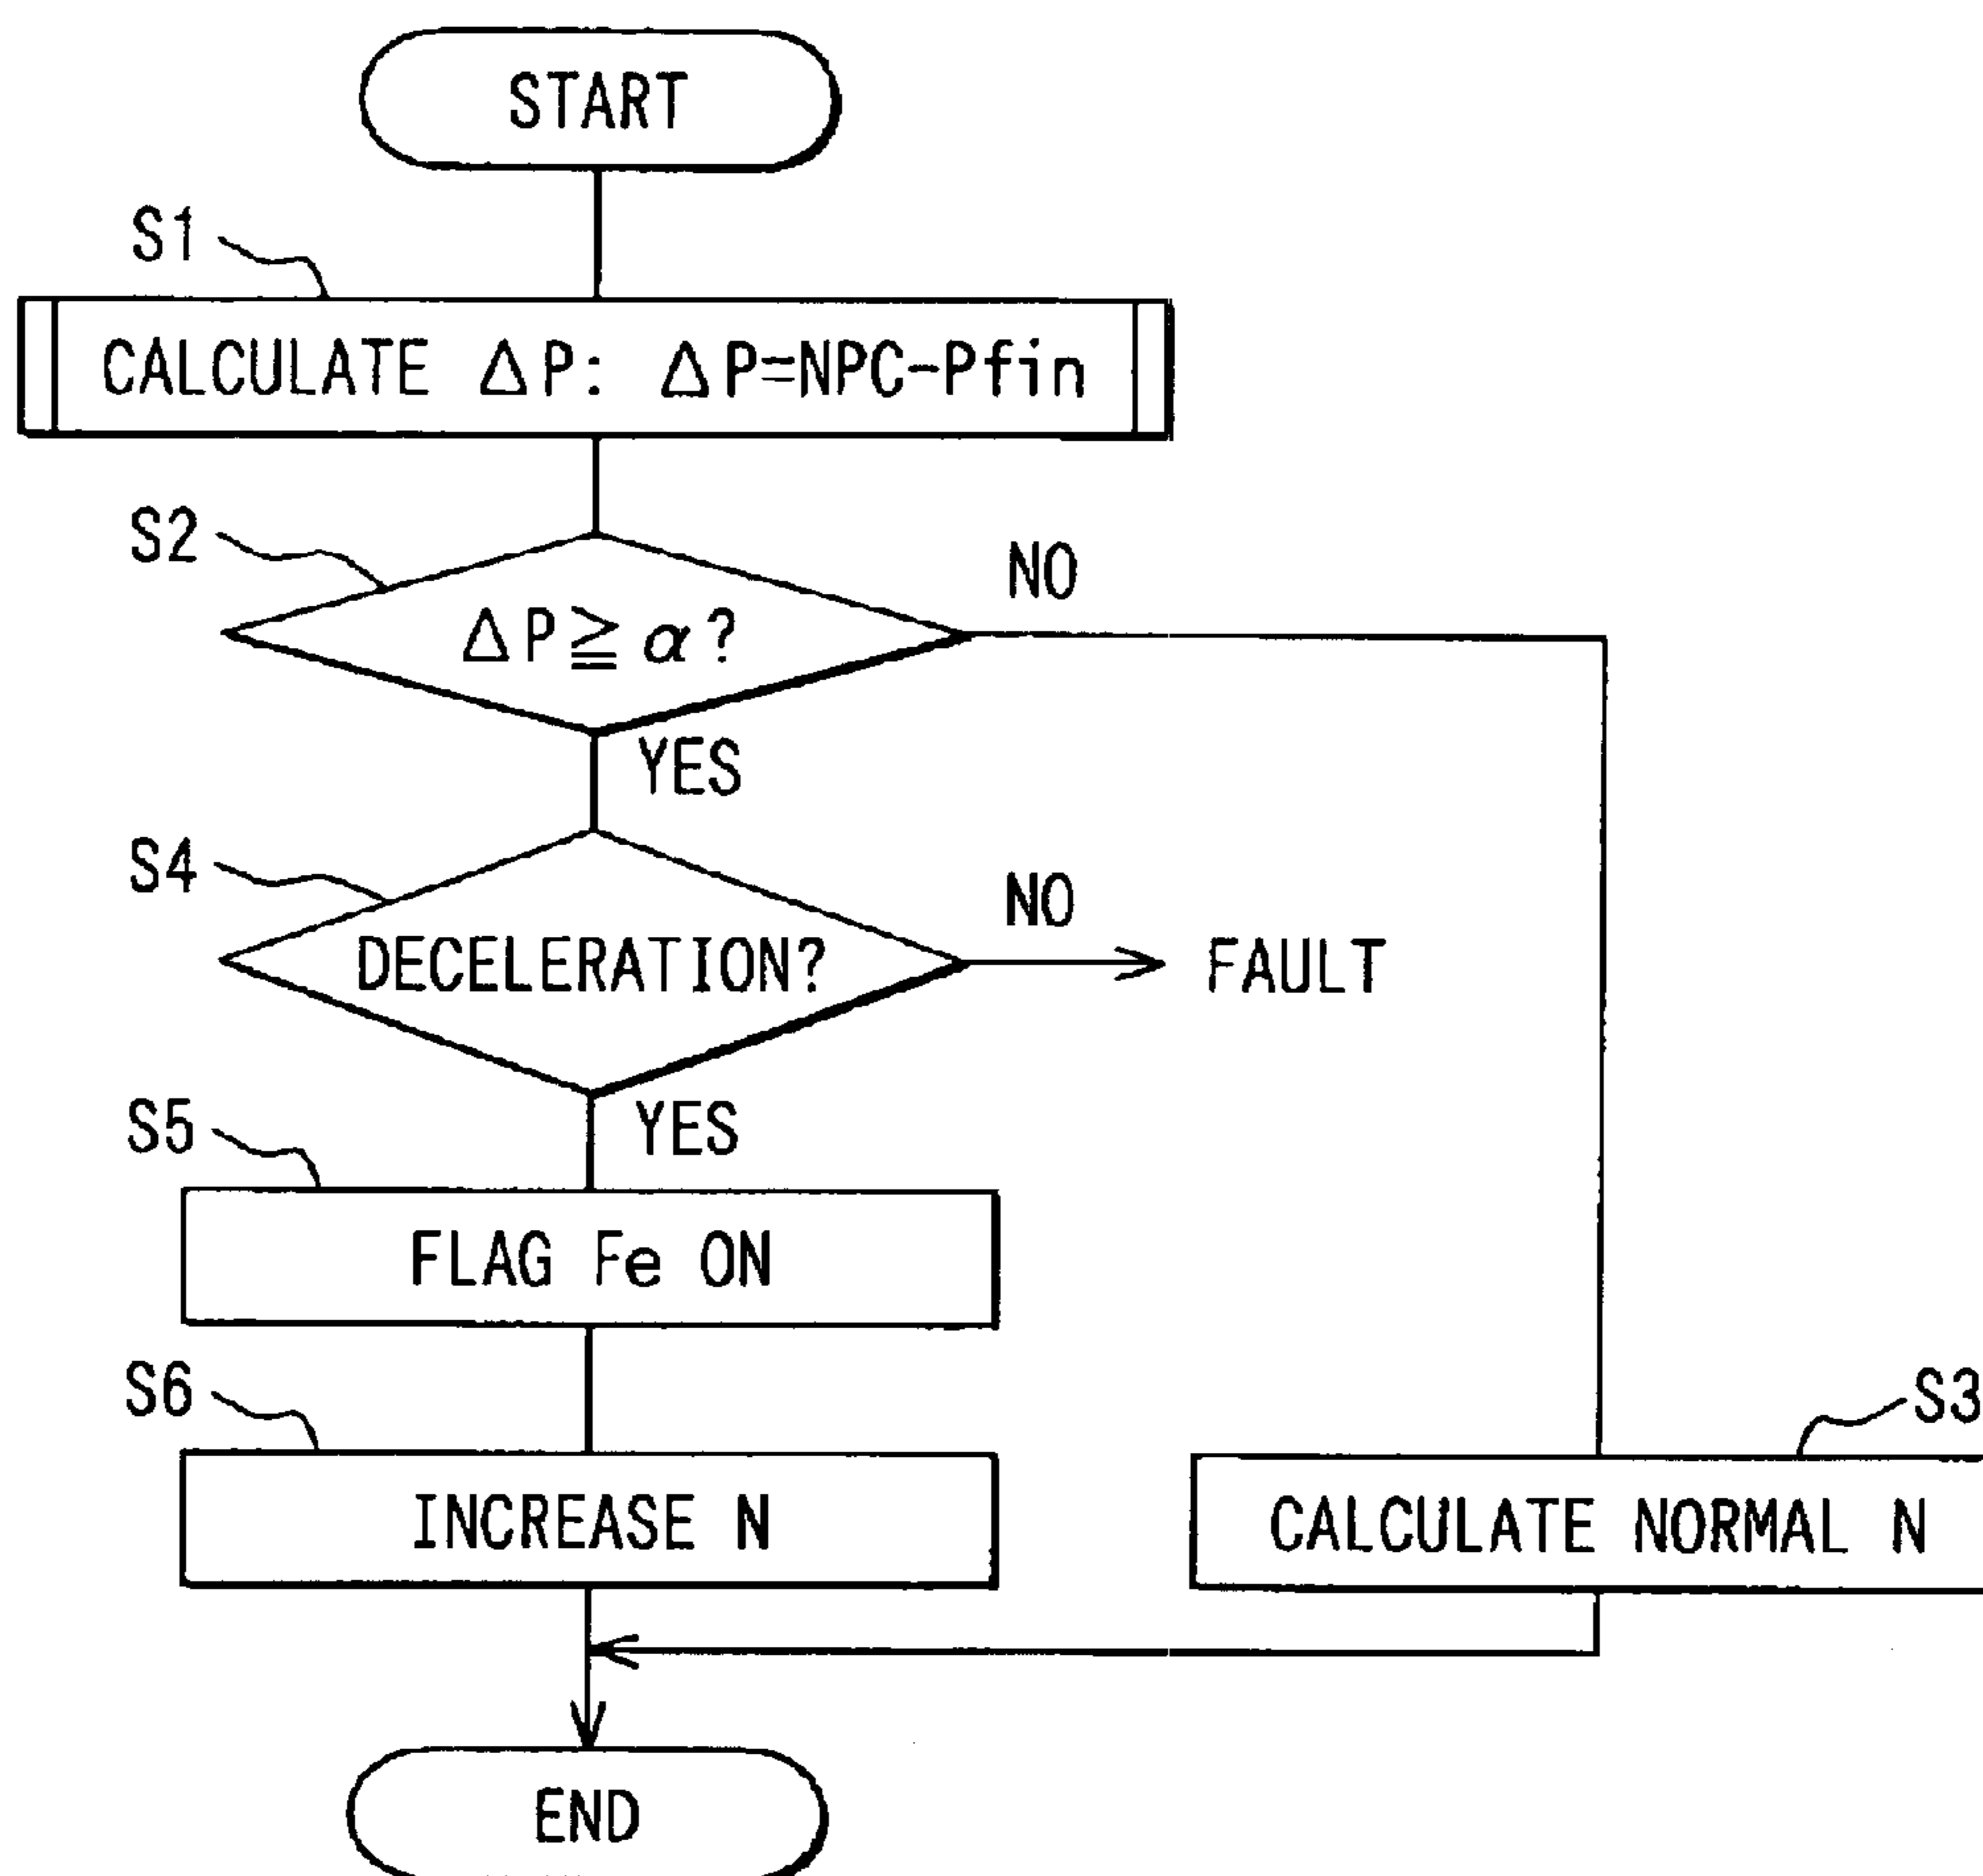 START
S1
CALCULATE ΔP: ΔP=NPC-Pfin
S2
ΔP≧α?
NO
YES
S4
DECELERATION?
NO
FAULT
YES
S5
FLAG Fe ON
S6
INCREASE N
S3
CALCULATE NORMAL N
END